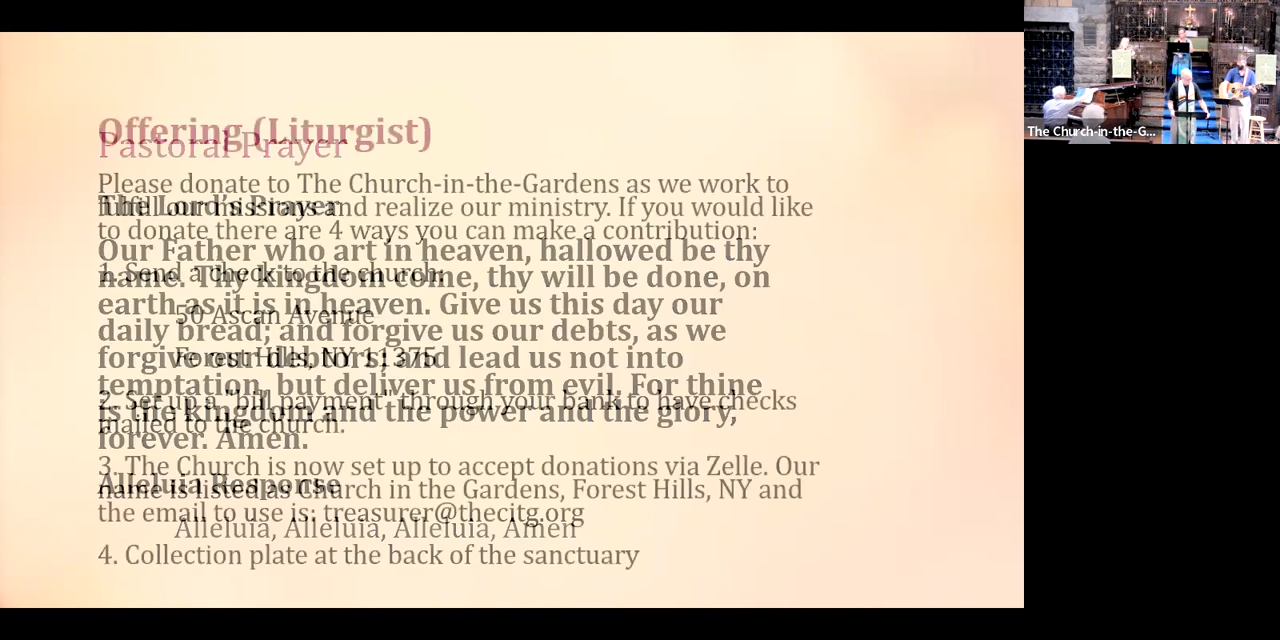 Offering (Liturgist)
Pastoral Prayer
Please donate to The Church-in-the-Gardens as we work to
The Lord's Prayer
fulfill our missions and realize our ministry. If you would like
to donate there are 4 ways you can make a contribution:
Our Father who art in heaven, hallowed be thy
1. Send a check to the church:
name. Thy kingdom come, thy will be done, on
earth as it is in heaven. Give us this day our
50 Ascan Avenue
daily bread; and forgive us our debts, as we
forgive our debtors; and lead us not into
Forest Hills, NY 11375
temptation, but deliver us from evil. For thine
2. Set up a "bill payment" through your bank to have checks
is the kingdom and the power and the glory,
mailed to the church.
forever. Amen.
3. The Church is now set up to accept donations via Zelle. Our
Alleluia Response
name is listed as Church in the Gardens, Forest Hills, NY and
the email to use is: treasurer@thecitg.org
Alleluia, Alleluia, Alleluia, Amen
4. Collection plate at the back of the sanctuary
The Church-in-the-G...